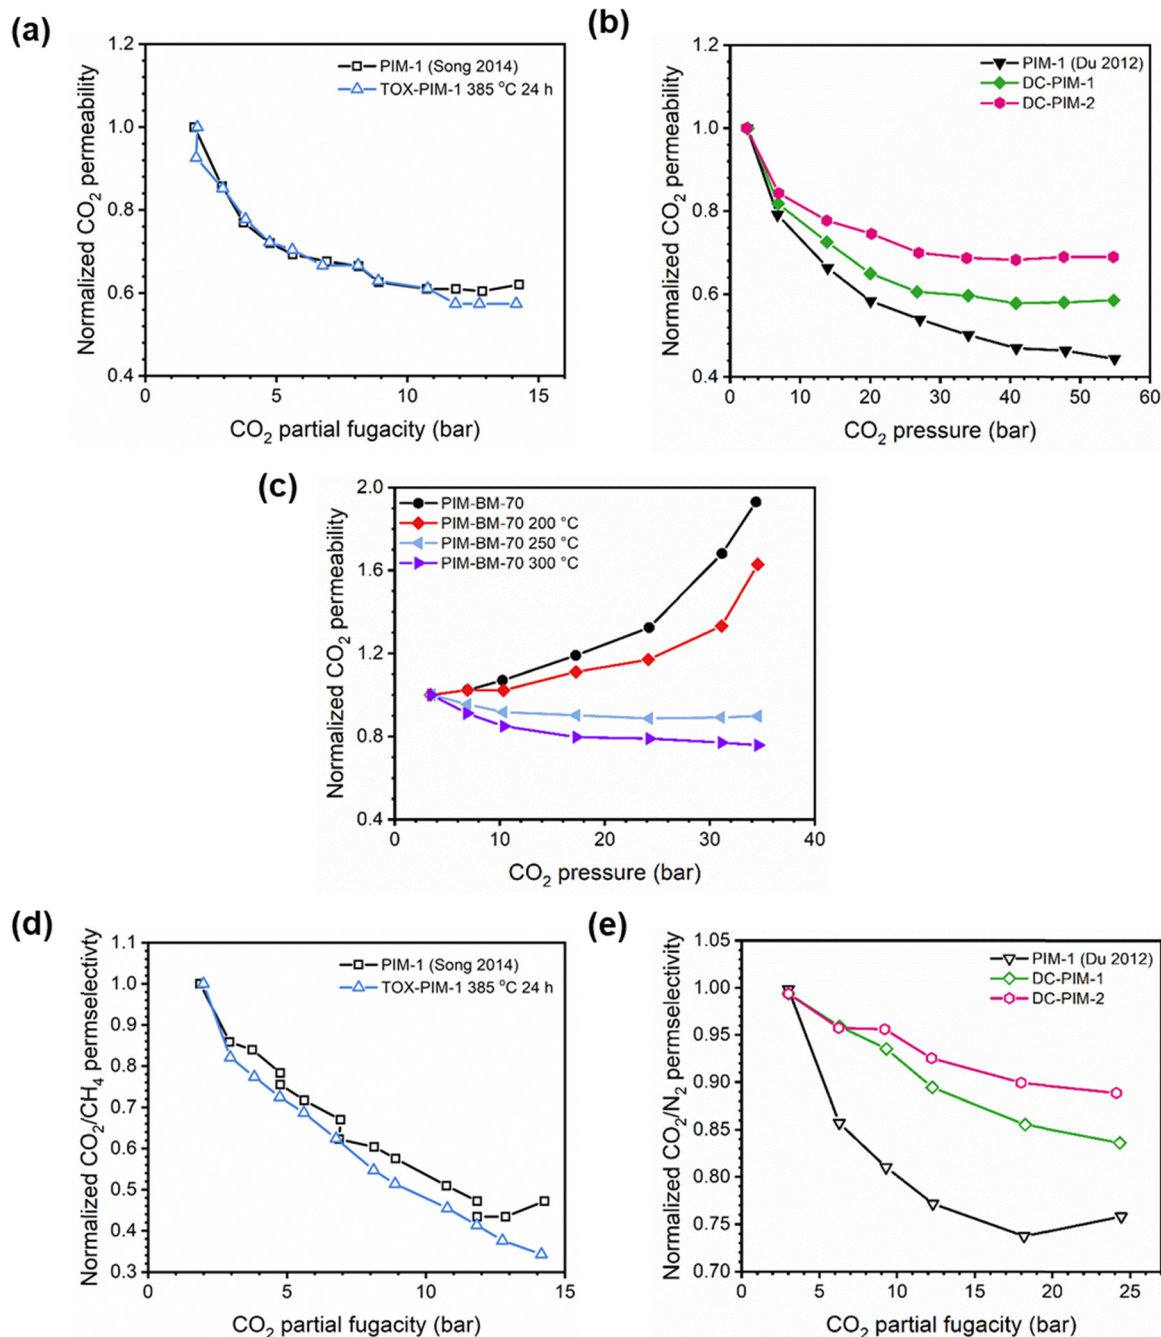 (a)
Normalized CO2 permeability
1.2
1.0
0.8
0.6
0.4
PIM-1 (Song 2014)
TOX-PIM-1 385 °C 24 h
0
5
10
15
CO2 partial fugacity (bar)
(b)
Normalized CO2 permeability
1.2
1.0
0.8
0.6
0.4
PIM-1 (Du 2012)
DC-PIM-1
DC-PIM-2
0
10
20
30
40
50
60
CO2 pressure (bar)
(c)
Normalized CO2 permeability
2.0
1.6
1.2
0.8
0.4
PIM-BM-70
PIM-BM-70 200 °C
PIM-BM-70 250 °C
PIM-BM-70 300 °C
0
10
20
30
40
CO2 pressure (bar)
(d)
Normalized CO2/CH4 permselectivty
1.1
1.0
0.9
0.8
0.7
0.6
0.5
0.4
0.3
PIM-1 (Song 2014)
TOX-PIM-1 385 °C 24 h
0
5
10
15
CO2 partial fugacity (bar)
(e)
Normalized CO2/N2 permselectivity
1.05
1.00
0.95
0.90
0.85
0.80
0.75
0.70
PIM-1 (Du 2012)
DC-PIM-1
DC-PIM-2
0
5
10
15
20
25
CO2 partial fugacity (bar)